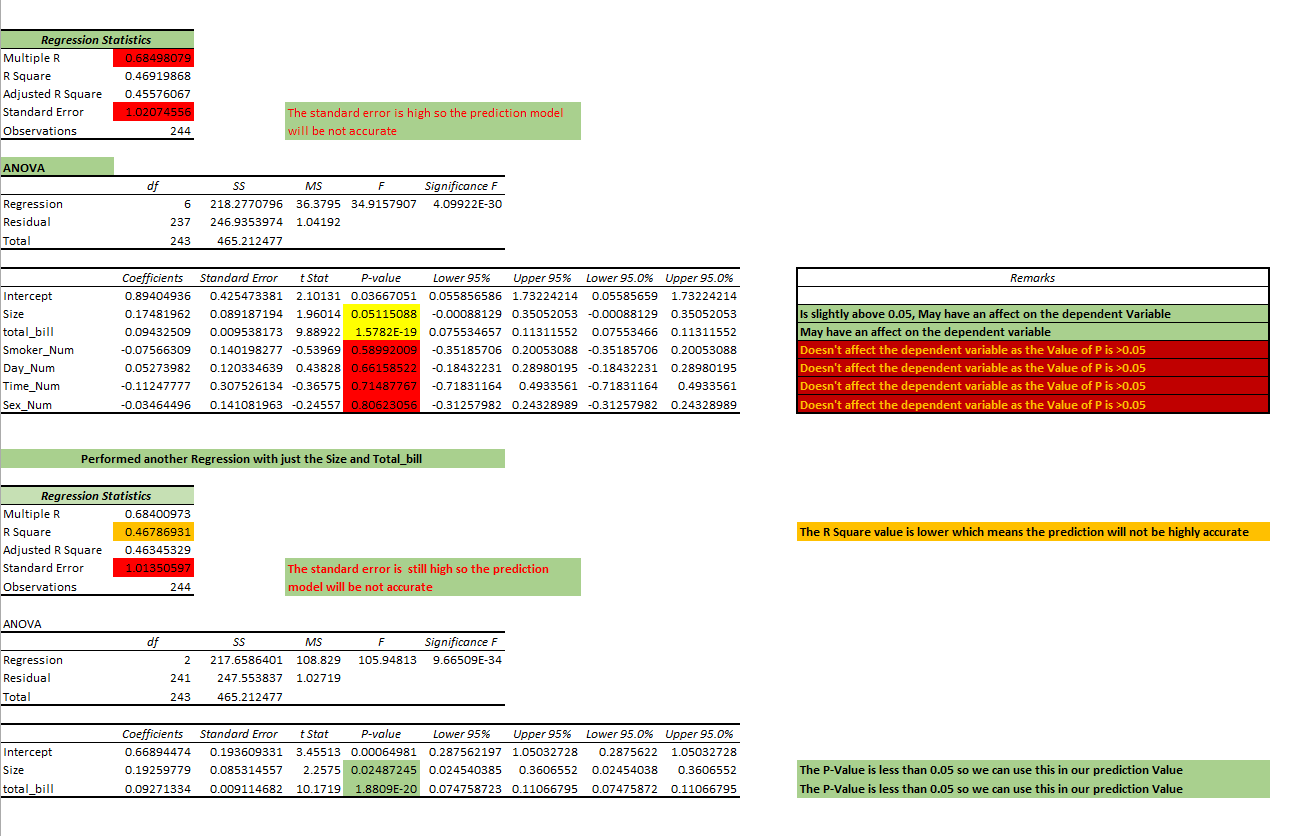 Regression Statistics
Multiple R 0.68498079
R Square 0.46919868
Adjusted R Square 0.45576067
Standard Error 1.02074556 The standard error is high so the prediction model
Observations 244 will be not accurate
ANOVA
df SS MS F Significance F
Regression 6 218.2770796 36.3795 34.9157907 4.09922E-30
Residual 237 246.9353974 1.04192
Total 243 465.212477
Coefficients Standard Error t Stat P-value Lower 95% Upper 95% Lower 95.0% Upper 95.0% Remarks
Intercept 0.89404936 0.425473381 2.10131 0.03667051 0.055856586 1.73224214 0.05585659 1.73224214
Size 0.17481962 0.089187194 1.96014 0.05115088 -0.00088129 0.35052053 -0.00088129 0.35052053 Is slightly above 0.05, May have an affect on the dependent Variable
total_bill 0.09432509 0.009538173 9.88922 1.5782E-19 0.075534657 0.11311552 0.07553466 0.11311552 May have an affect on the dependent variable
Smoker_Num -0.07566309 0.140198277 -0.53969 0.58992009 -0.35185706 0.20053088 -0.35185706 0.20053088 Doesn't affect the dependent variable as the Value of P is >0.05
Day_Num 0.05273982 0.120334639 0.43828 0.66158522 -0.18432231 0.28980195 -0.18432231 0.28980195 Doesn't affect the dependent variable as the Value of P is >0.05
Time_Num -0.11247777 0.307526134 -0.36575 0.71487767 -0.71831164 0.4933561 -0.71831164 0.4933561 Doesn't affect the dependent variable as the Value of P is >0.05
Sex_Num -0.03464496 0.141081963 -0.24557 0.80623056 -0.31257982 0.24328989 -0.31257982 0.24328989 Doesn't affect the dependent variable as the Value of P is >0.05
Performed another Regression with just the Size and Total_bill
Regression Statistics
Multiple R 0.68400973
R Square 0.46786931 The R Square value is lower which means the prediction will not be highly accurate
Adjusted R Square 0.46345329
Standard Error 1.01350597 The standard error is still high so the prediction
Observations 244 model will be not accurate
ANOVA
df SS MS F Significance F
Regression 2 217.6586401 108.829 105.94813 9.66509E-34
Residual 241 247.553837 1.02719
Total 243 465.212477
Coefficients Standard Error t Stat P-value Lower 95% Upper 95% Lower 95.0% Upper 95.0%
Intercept 0.66894474 0.193609331 3.45513 0.00064981 0.287562197 1.05032728 0.2875622 1.05032728
Size 0.19259779 0.085314557 2.2575 0.02487245 0.024540385 0.3606552 0.02454038 0.3606552 The P-Value is less than 0.05 so we can use this in our prediction Value
total_bill 0.09271334 0.009114682 10.1719 1.8809E-20 0.074758723 0.11066795 0.07475872 0.11066795 The P-Value is less than 0.05 so we can use this in our prediction Value